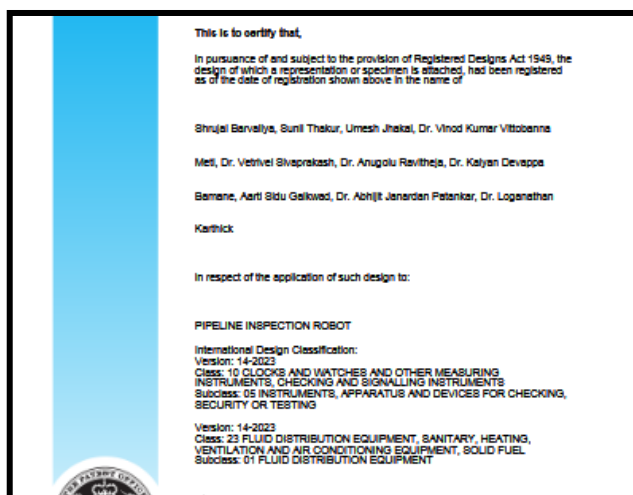 This is to certify that,
In pursuance of and subject to the provision of Registered Designs Act 1949, the
design of which a representation or specimen is attached, had been registered
as of the date of registration shown above in the name of
Shrujal Barvaliya, Sunil Thakur, Umesh Jhakal, Dr. Vinod Kumar Vittobanna
Meti, Dr. Vetrivel Sivaprakash, Dr. Anugolu Ravitheja, Dr. Kalyan Devappa
Bamane, Aarti Sidu Gaikwad, Dr. Abhijit Janardan Patankar, Dr. Loganathan
Karthick
in respect of the application of such design to:
PIPELINE INSPECTION ROBOT
International Design Classification:
Version: 14-2023
Class: 10 CLOCKS AND WATCHES AND OTHER MEASURING
INSTRUMENTS, CHECKING AND SIGNALLING INSTRUMENTS
Subclass: 05 INSTRUMENTS, APPARATUS AND DEVICES FOR CHECKING,
SECURITY OR TESTING
Version: 14-2023
Class: 23 FLUID DISTRIBUTION EQUIPMENT, SANITARY, HEATING,
VENTILATION AND AIR CONDITIONING EQUIPMENT, SOLID FUEL
Subclass: 01 FLUID DISTRIBUTION EQUIPMENT
THE PATENT OFFICE